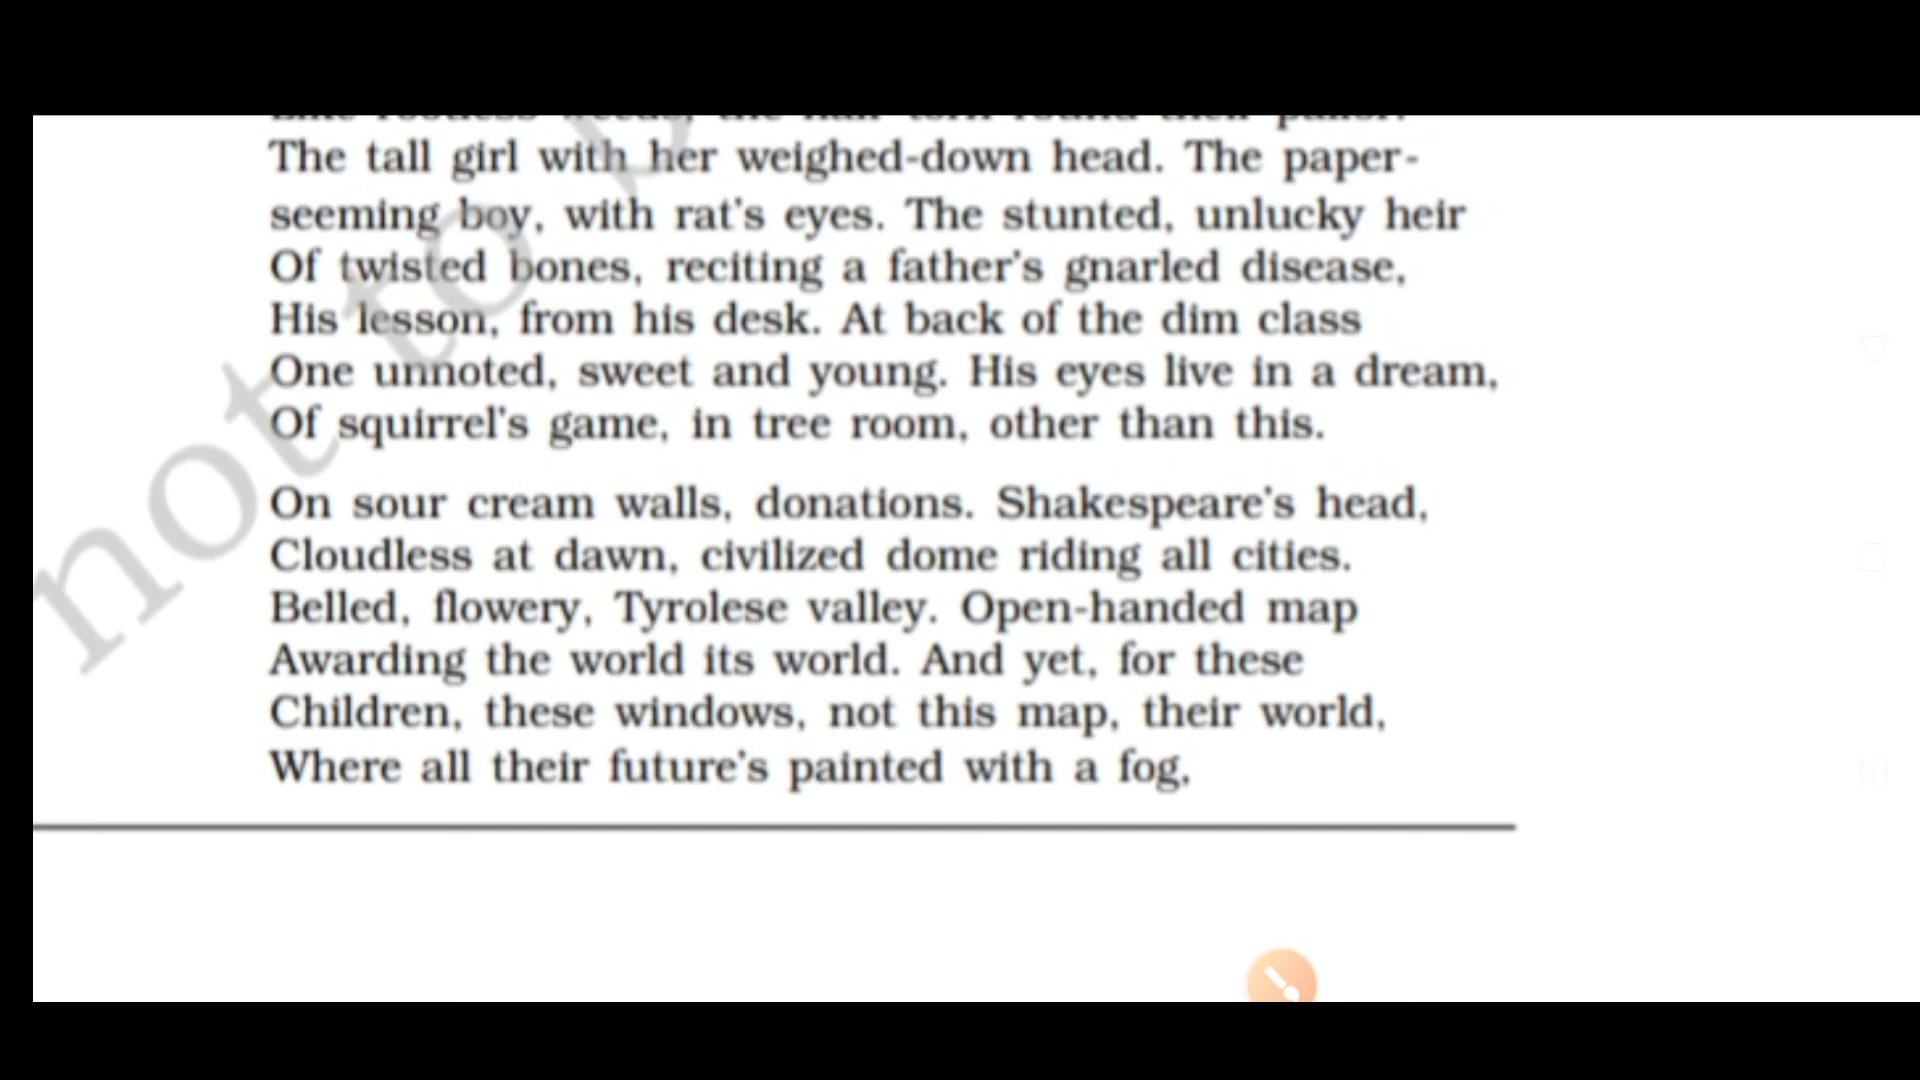 The tall girl with her weighed-down head. The paper-
seeming boy, with rat's eyes. The stunted, unlucky heir
Of twisted bones, reciting a father's gnarled disease,
His lesson, from his desk. At back of the dim class
One unnoted, sweet and young. His eyes live in a dream,
Of squirrel's game, in tree room, other than this.
On sour cream walls, donations. Shakespeare's head,
Cloudless at dawn, civilized dome riding all cities.
Belled, flowery, Tyrolese valley. Open-handed map
Awarding the world its world. And yet, for these
Children, these windows, not this map, their world,
Where all their future's painted with a fog,
not to